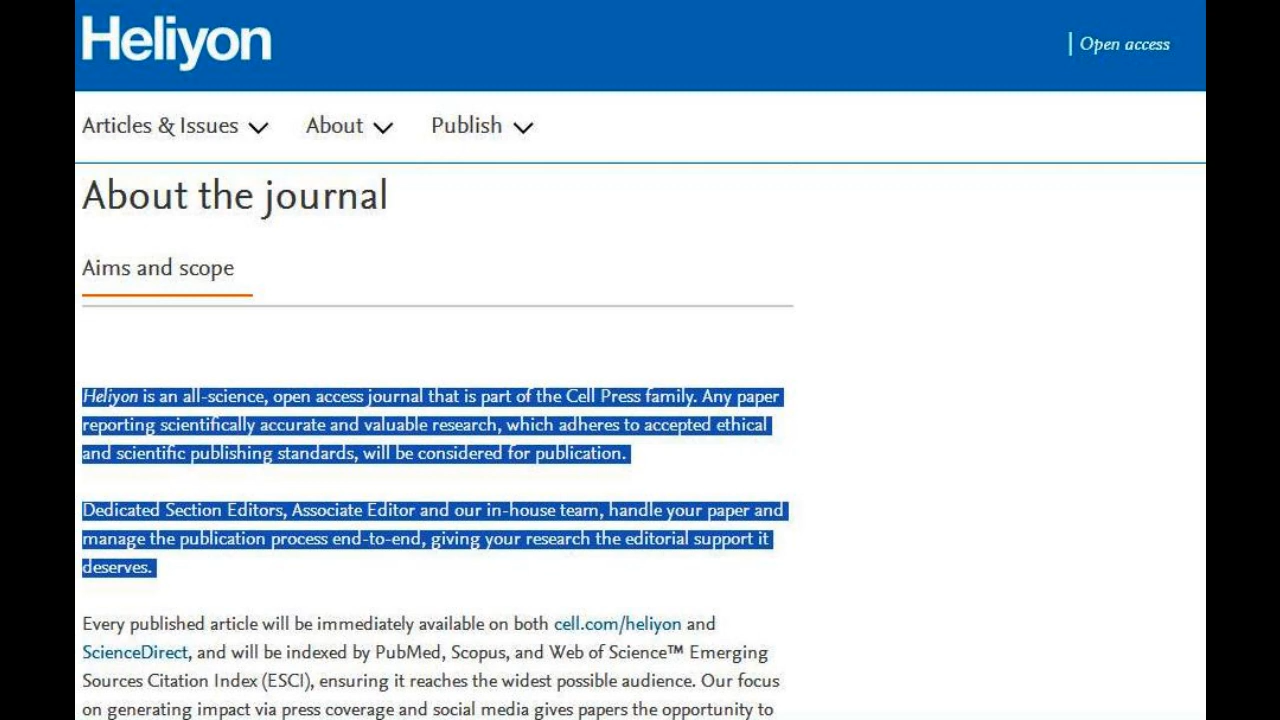 Heliyon
Open access
Articles & Issues
About
Publish
About the journal
Aims and scope
Heliyon is an all-science, open access journal that is part of the Cell Press family. Any paper
reporting scientifically accurate and valuable research, which adheres to accepted ethical
and scientific publishing standards, will be considered for publication.
Dedicated Section Editors, Associate Editor and our in-house team, handle your paper and
manage the publication process end-to-end, giving your research the editorial support it
deserves.
Every published article will be immediately available on both cell.com/heliyon and
ScienceDirect, and will be indexed by PubMed, Scopus, and Web of Science™ Emerging
Sources Citation Index (ESCI), ensuring it reaches the widest possible audience. Our focus
on generating impact via press coverage and social media gives papers the opportunity to